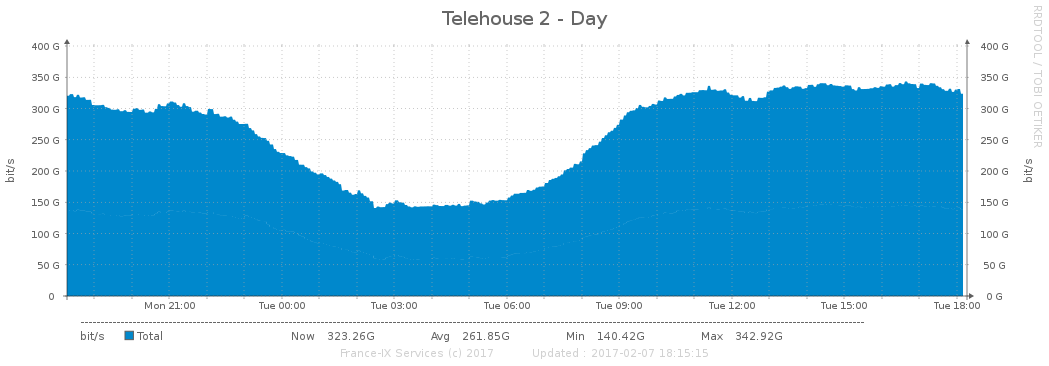 Telehouse 2 - Day
RRDTOOL / TOBI OETIKER
400 G 400 G
350 G 350 G
300 G 300 G
250 G 250 G
200 G 200 G
150 G 150 G
100 G 100 G
50 G 50 G
0 0 G
bit/s bit/s
Mon 21:00 Tue 00:00 Tue 03:00 Tue 06:00 Tue 09:00 Tue 12:00 Tue 15:00 Tue 18:00
bit/s Total Now 323.26G Avg 261.85G Min 140.42G Max 342.92G
France-IX Services (c) 2017 Updated : 2017-02-07 18:15:15